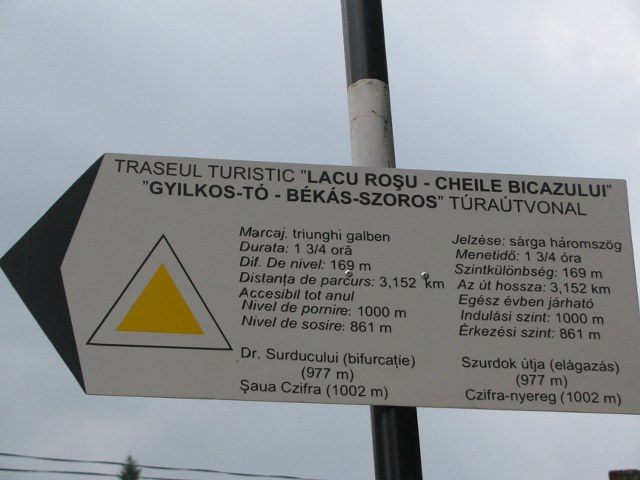 TRASEUL TURISTIC "LACU ROŞU - CHEILE BICAZULUI"
"GYILKOS-TÓ - BÉKÁS-SZOROS" TÚRAÚTVONAL
Marcaj. triunghi galben
Durata: 1 3/4 oră
Dif. De nivel: 169 m
Distanța de parcurs: 3,152 km
Accesibil tot anul
Nivel de pornire: 1000 m
Nivel de sosire: 861 m
Dr. Surducului (bifurcație)
(977 m)
Şaua Czifra (1002 m)
Jelzése: sárga háromszög
Menetidő: 1 3/4 óra
Szintkülönbség: 169 m
Az út hossza: 3,152 km
Egész évben járható
Indulási szint: 1000 m
Érkezési szint: 861 m
Szurdok útja (elágazás)
(977 m)
Czifra-nyereg (1002 m)